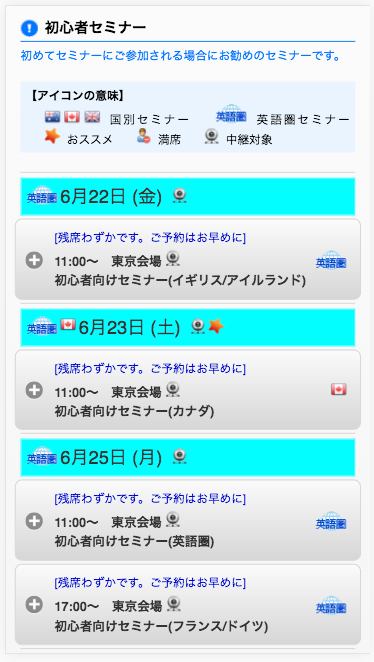 初心者セミナー
初めてセミナーにご参加される場合にお勧めのセミナーです。
【アイコンの意味】
国別セミナー 英語圏 英語圏セミナー
おススメ 満席 中継対象
英語圏 6月22日 (金)
[残席わずかです。ご予約はお早めに]
11:00〜 東京会場
英語圏
初心者向けセミナー(イギリス/アイルランド)
英語圏 6月23日 (土)
[残席わずかです。ご予約はお早めに]
11:00〜 東京会場
初心者向けセミナー(カナダ)
英語圏 6月25日 (月)
[残席わずかです。ご予約はお早めに]
11:00〜 東京会場
英語圏
初心者向けセミナー(英語圏)
[残席わずかです。ご予約はお早めに]
17:00〜 東京会場
英語圏
初心者向けセミナー(フランス/ドイツ)